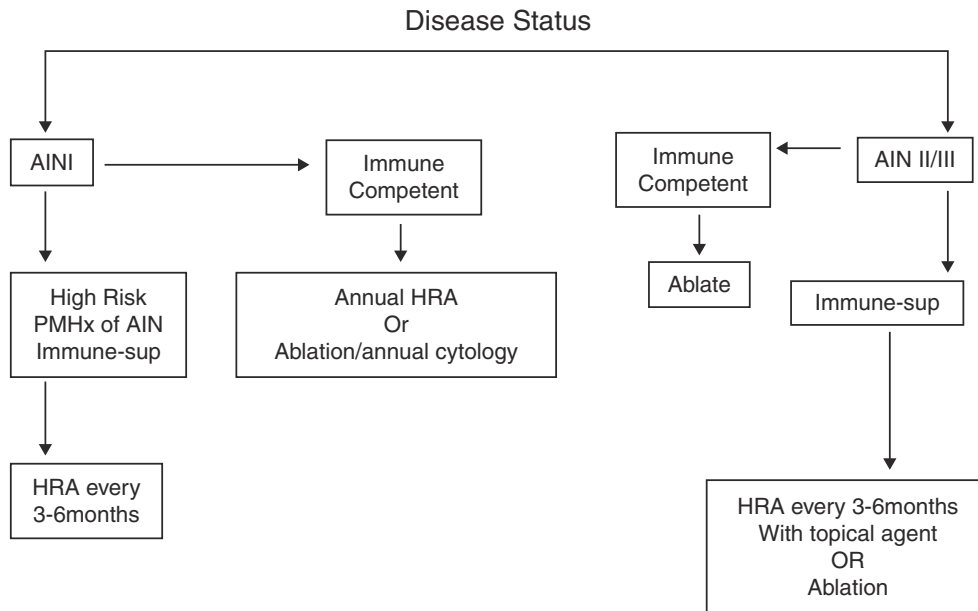 Disease Status
AINI
Immune
Competent
Immune
Competent
AIN II/III
High Risk
PMHx of AIN
Immune-sup
Annual HRA
Or
Ablation/annual cytology
Ablate
Immune-sup
HRA every
3-6months
HRA every 3-6months
With topical agent
OR
Ablation